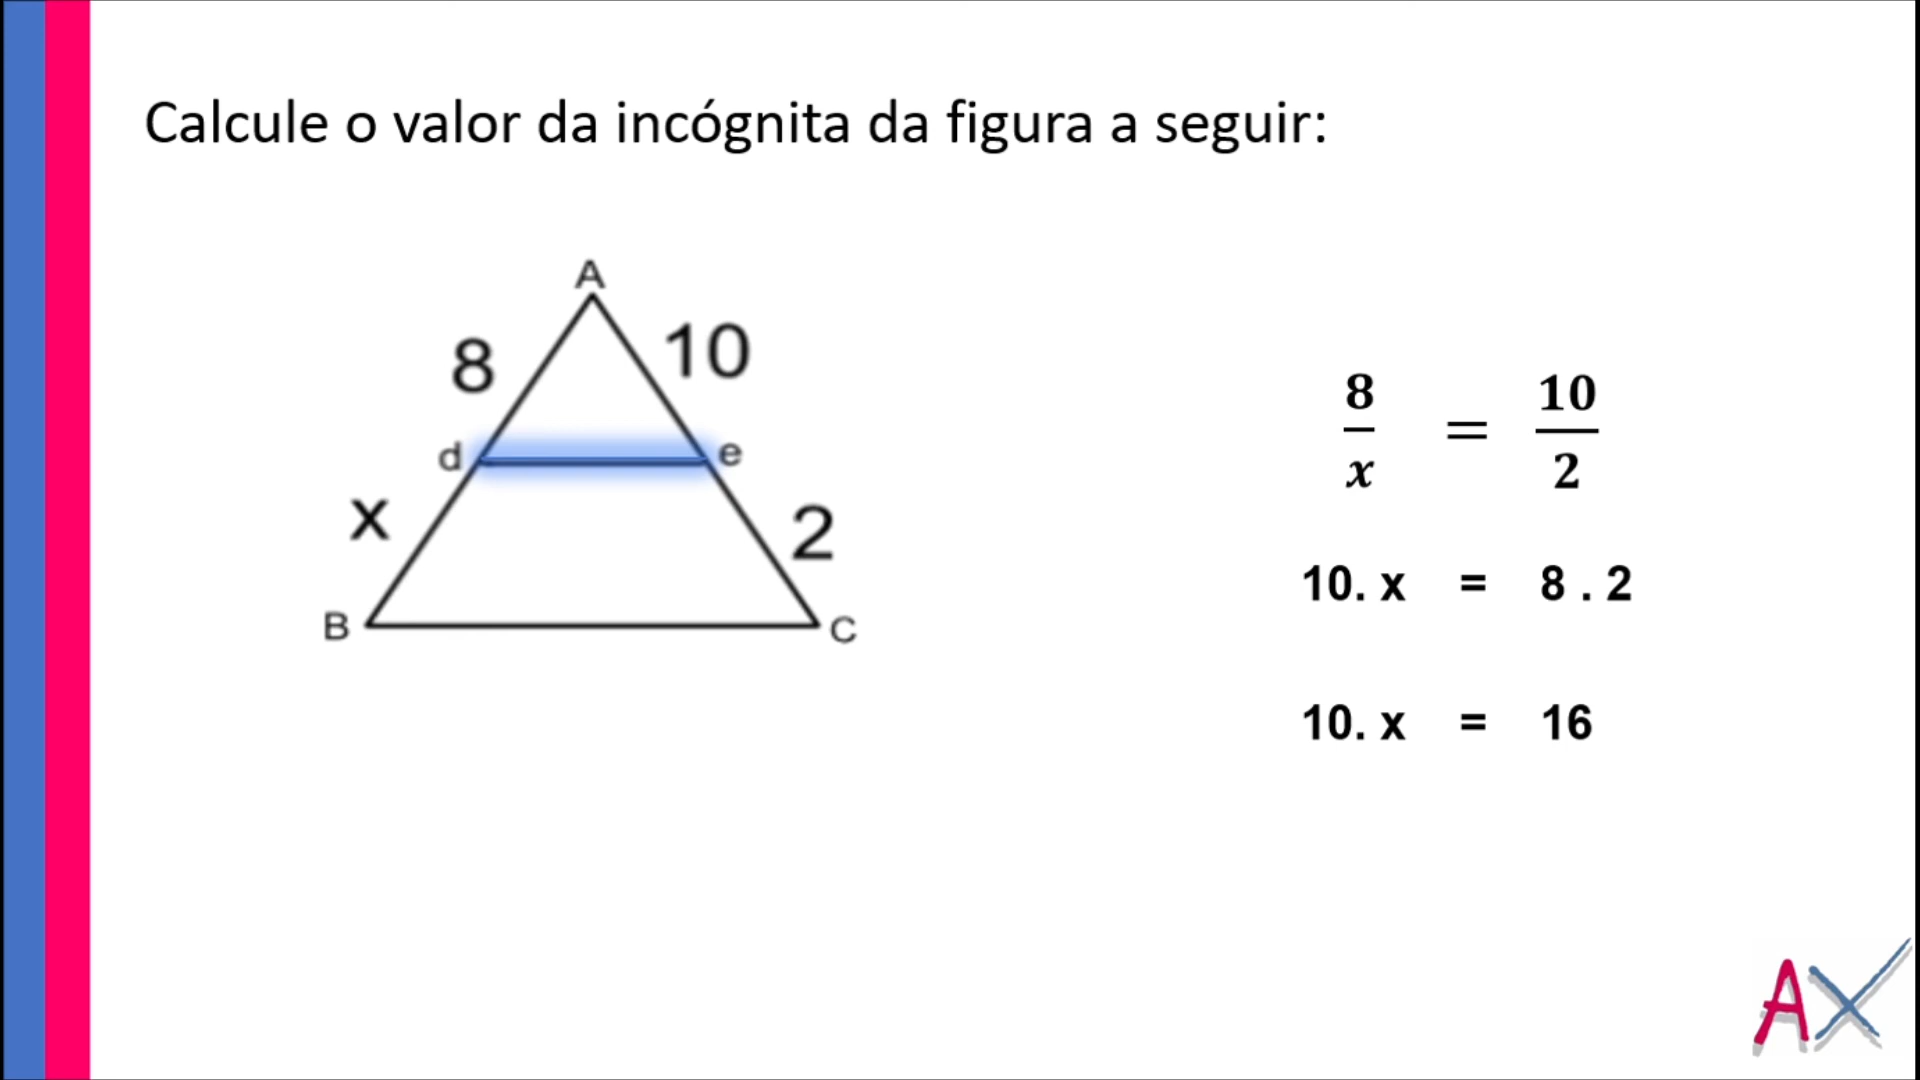 Calcule o valor da incógnita da figura a seguir:
A
8
10
d
e
x
2
B
C
8/x = 10/2
10. x = 8 . 2
10. x = 16
AX